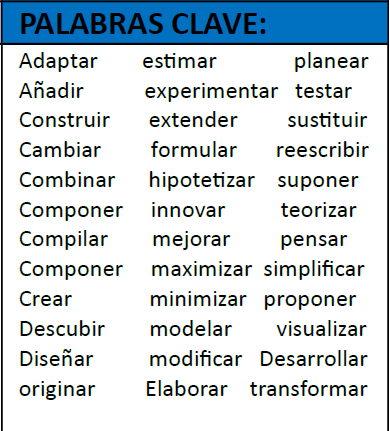 PALABRAS CLAVE:
Adaptar estimar planear
Añadir experimentar testar
Construir extender sustituir
Cambiar formular reescribir
Combinar hipotetizar suponer
Componer innovar teorizar
Compilar mejorar pensar
Componer maximizar simplificar
Crear minimizar proponer
Descubir modelar visualizar
Diseñar modificar Desarrollar
originar Elaborar transformar